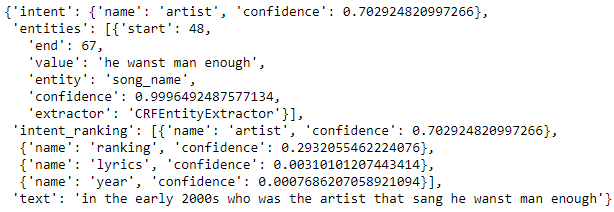 {'intent': {'name': 'artist', 'confidence': 0.702924820997266},
'entities': [{'start': 48,
'end': 67,
'value': 'he wanst man enough',
'entity': 'song_name',
'confidence': 0.9996492487577134,
'extractor': 'CRFEntityExtractor'}],
'intent_ranking': [{'name': 'artist', 'confidence': 0.702924820997266},
{'name': 'ranking', 'confidence': 0.2932055462224076},
{'name': 'lyrics', 'confidence': 0.00310101207443414},
{'name': 'year', 'confidence': 0.0007686207058921094}],
'text': 'in the early 2000s who was the artist that sang he wanst man enough'}